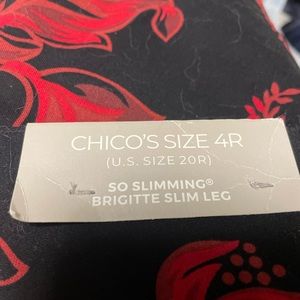 CHICO'S SIZE 4R
(U.S. SIZE 20R)
SO SLIMMING®
BRIGITTE SLIM LEG